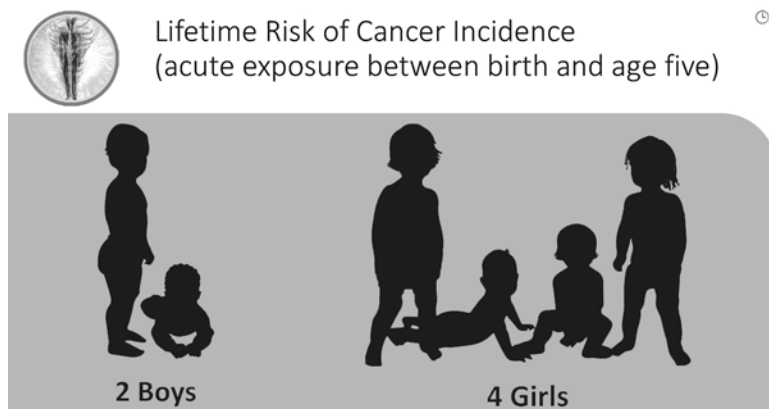 Lifetime Risk of Cancer Incidence
(acute exposure between birth and age five)
2 Boys
4 Girls